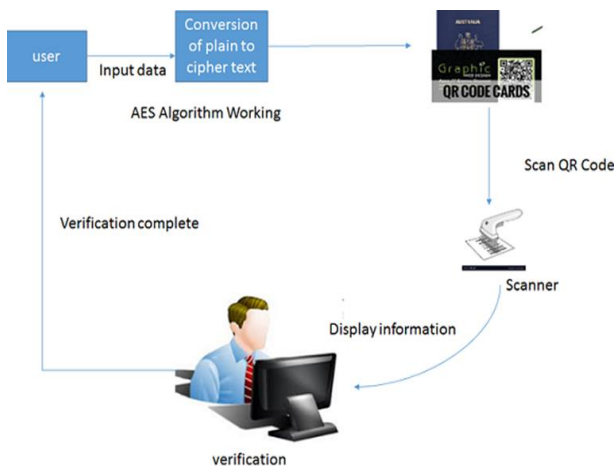 user
Input data
Conversion
of plain to
cipher text
AES Algorithm Working
AUSTRALIA
Graphic
QR CODE CARDS
Scan QR Code
Scanner
Display information
verification
Verification complete